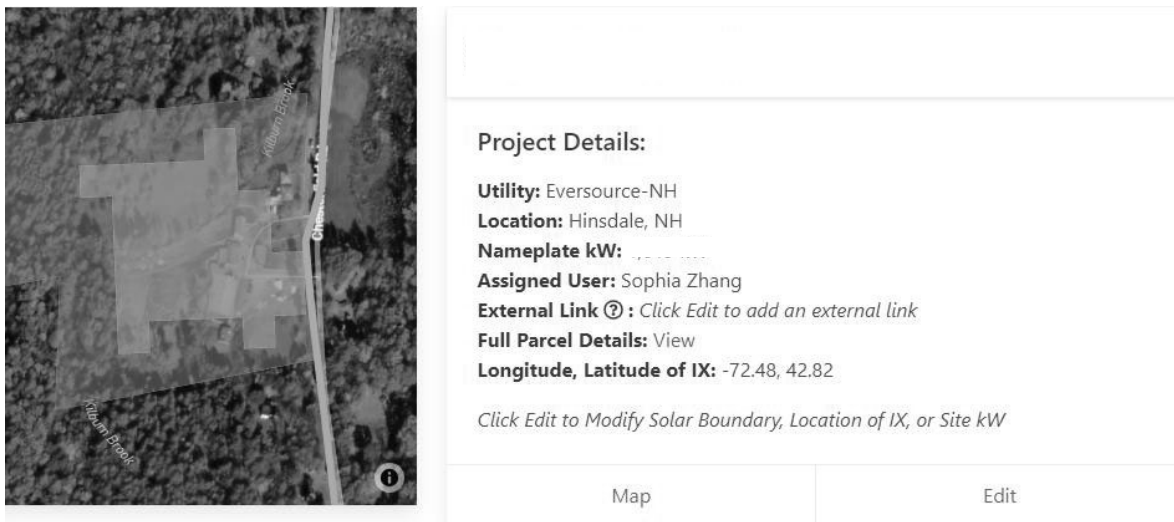 Kilburn Brook
Kilburn Brook
Project Details:
Utility: Eversource-NH
Location: Hinsdale, NH
Nameplate kW:
Assigned User: Sophia Zhang
External Link ? : Click Edit to add an external link
Full Parcel Details: View
Longitude, Latitude of IX: -72.48, 42.82
Click Edit to Modify Solar Boundary, Location of IX, or Site kW
Map
Edit